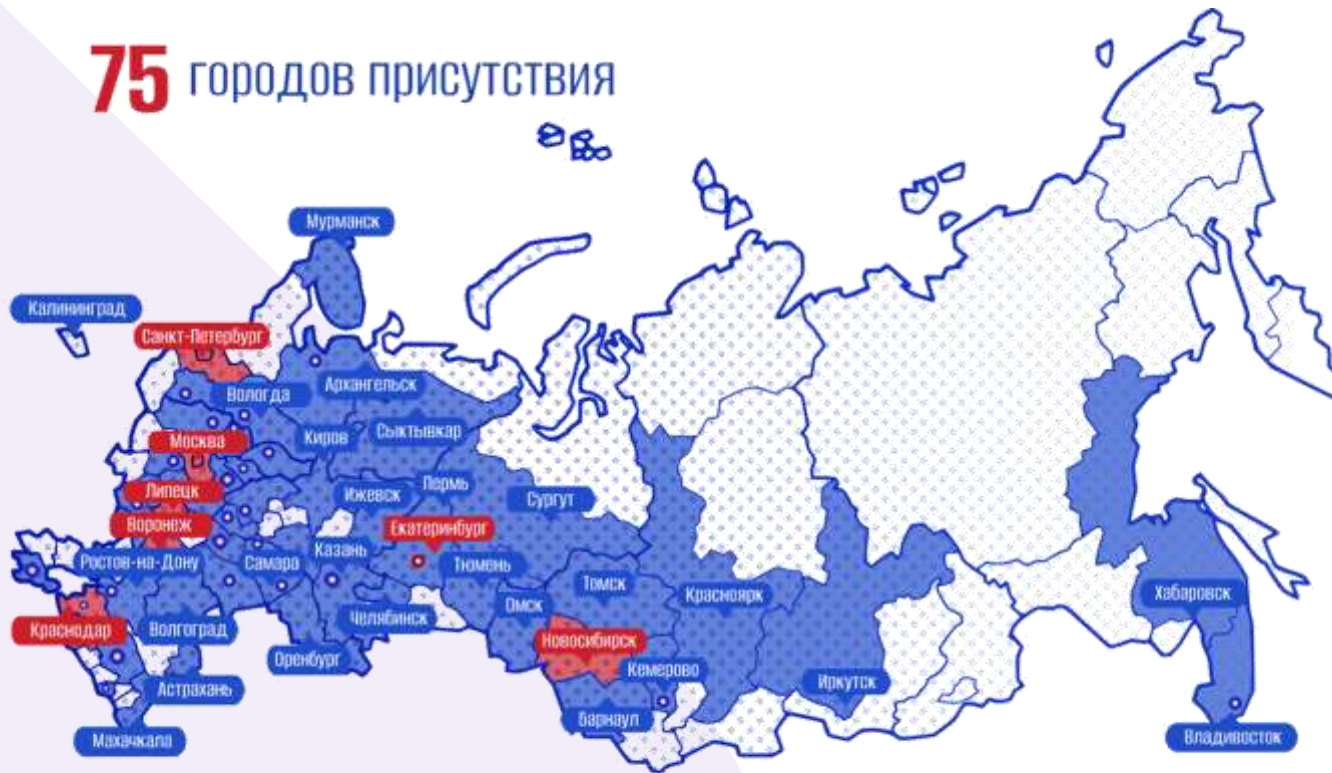 75 городов присутствия
Мурманск
Калининград
Санкт-Петербург
Вологда
Архангельск
Москва
Киров
Сыктывкар
Липецк
Ижевск
Пермь
Сургут
Воронеж
Екатеринбург
Ростов-на-Дону
Самара
Казань
Тюмень
Томск
Красноярк
Хабаровск
Омск
Челябинск
Краснодар
Волгоград
Новосибирск
Оренбург
Кемерово
Иркутск
Астрахань
Барнаул
Махачкала
Владивосток